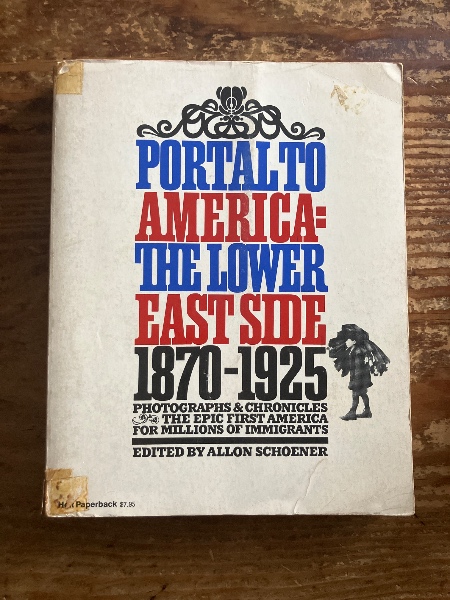 PORTAL TO
AMERICA:
THE LOWER
EAST SIDE
1870-1925
PHOTOGRAPHS & CHRONICLES
THE EPIC FIRST AMERICA
FOR MILLIONS OF IMMIGRANTS
EDITED BY ALLON SCHOENER
Paperback $7.95